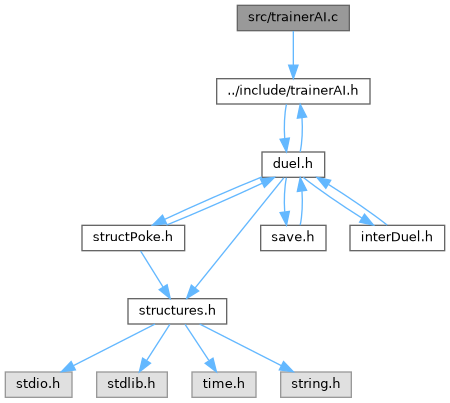 src/trainerAI.c
../include/trainerAI.h
duel.h
structPoke.h
save.h
interDuel.h
structures.h
stdio.h
stdlib.h
time.h
string.h